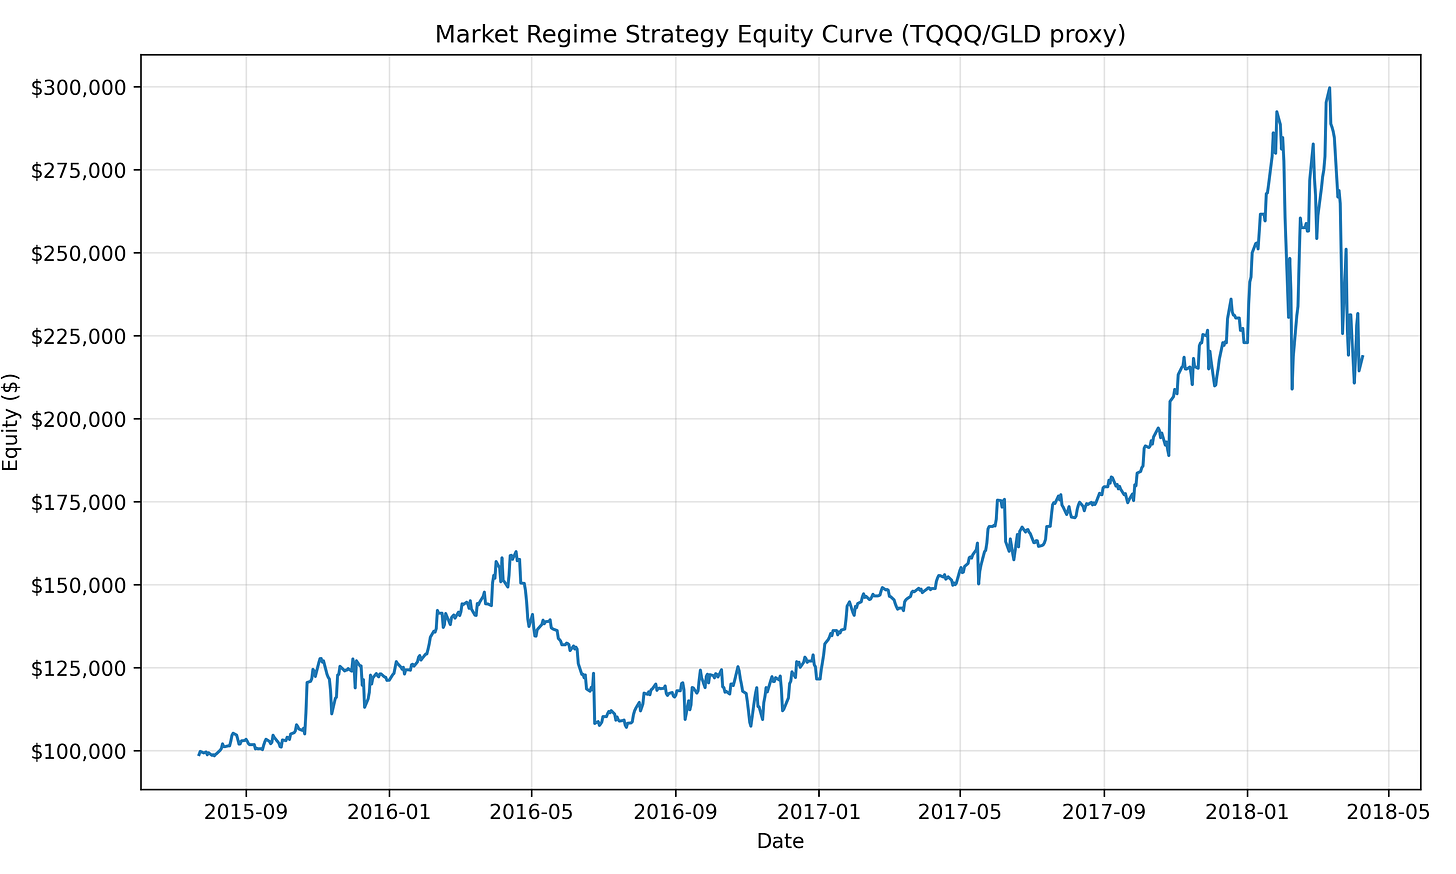 Market Regime Strategy Equity Curve (TQQQ/GLD proxy)
$300,000
$275,000
$250,000
$225,000
$200,000
$175,000
$150,000
$125,000
$100,000
Equity ($)
2015-09 2016-01 2016-05 2016-09 2017-01 2017-05 2017-09 2018-01 2018-05
Date